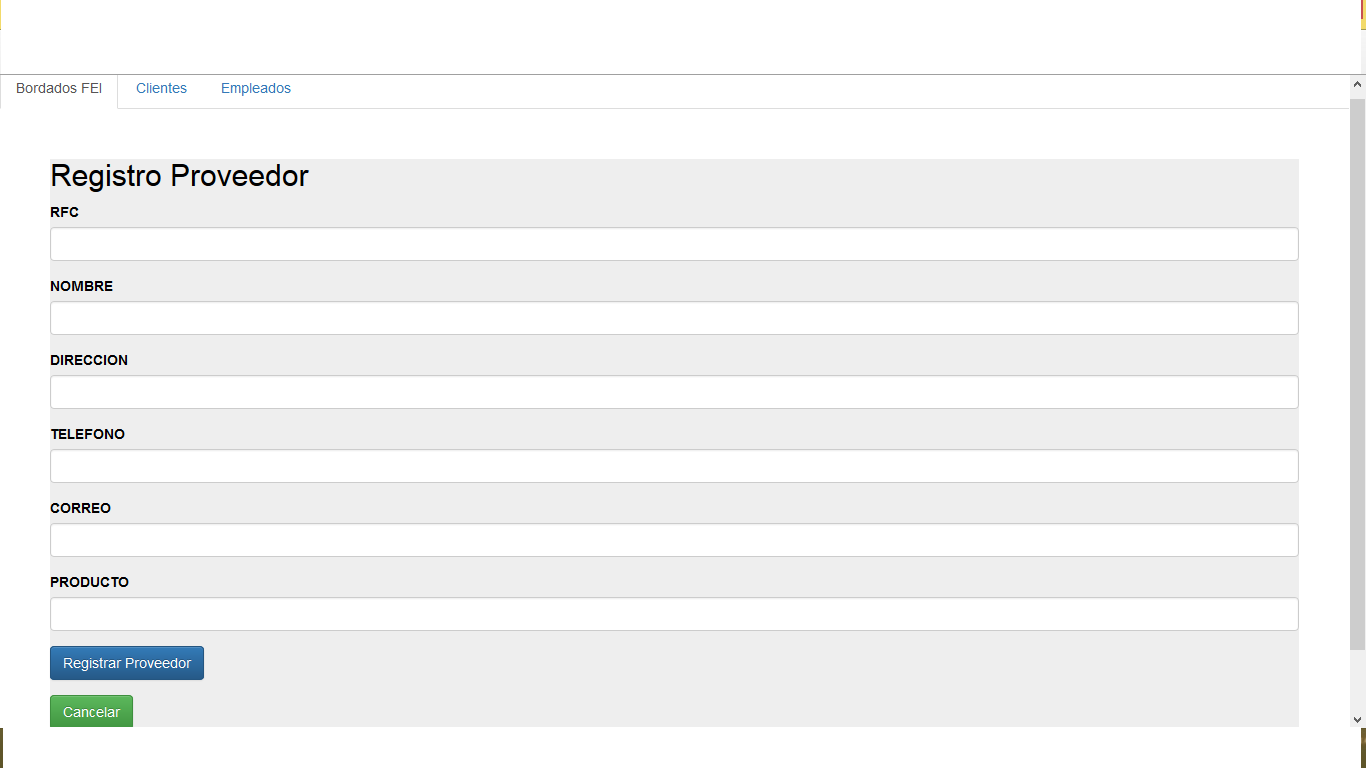 Bordados FEI Clientes Empleados
Registro Proveedor
RFC
NOMBRE
DIRECCION
TELEFONO
CORREO
PRODUCTO
Registrar Proveedor
Cancelar